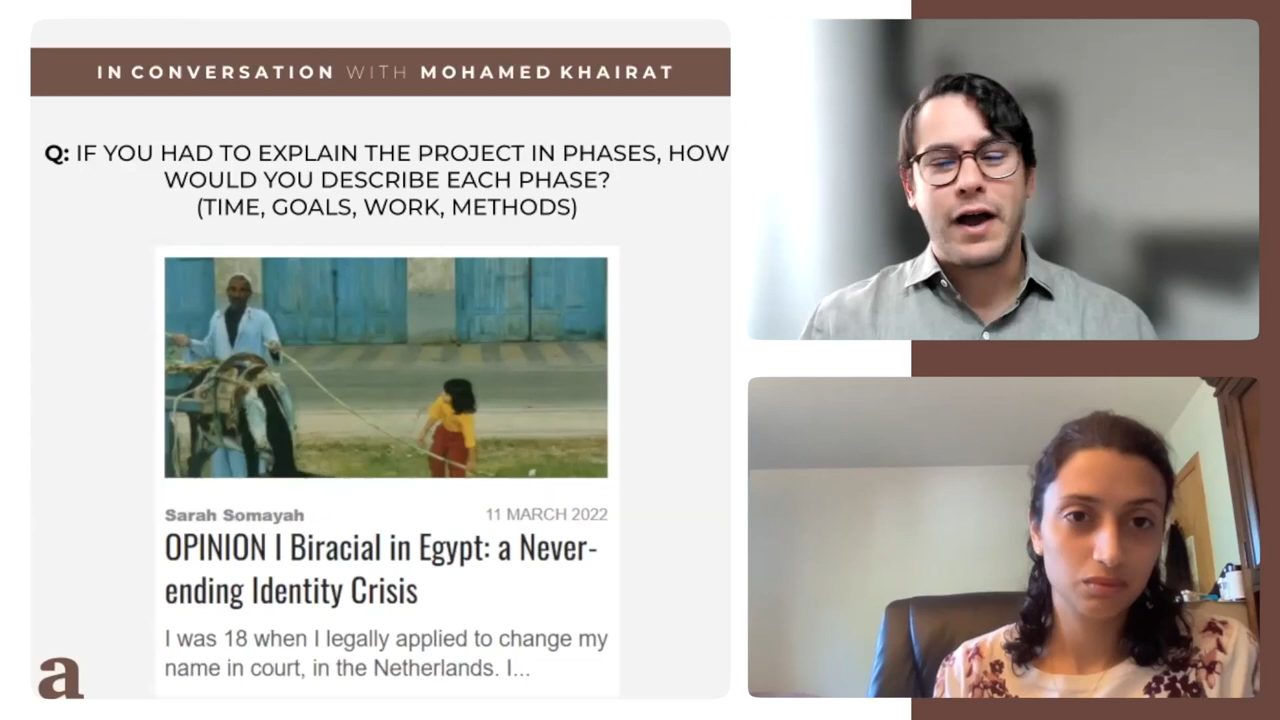 IN CONVERSATION WITH MOHAMED KHAIRAT
Q: IF YOU HAD TO EXPLAIN THE PROJECT IN PHASES, HOW
WOULD YOU DESCRIBE EACH PHASE?
(TIME, GOALS, WORK, METHODS)
Sarah Somayah 11 MARCH 2022
OPINION I Biracial in Egypt: a Never-
ending Identity Crisis
I was 18 when I legally applied to change my
name in court, in the Netherlands. I...
a